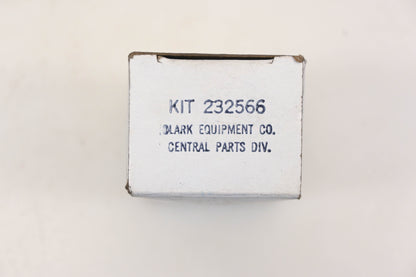 KIT 232566
CLARK EQUIPMENT CO.
CENTRAL PARTS DIV.